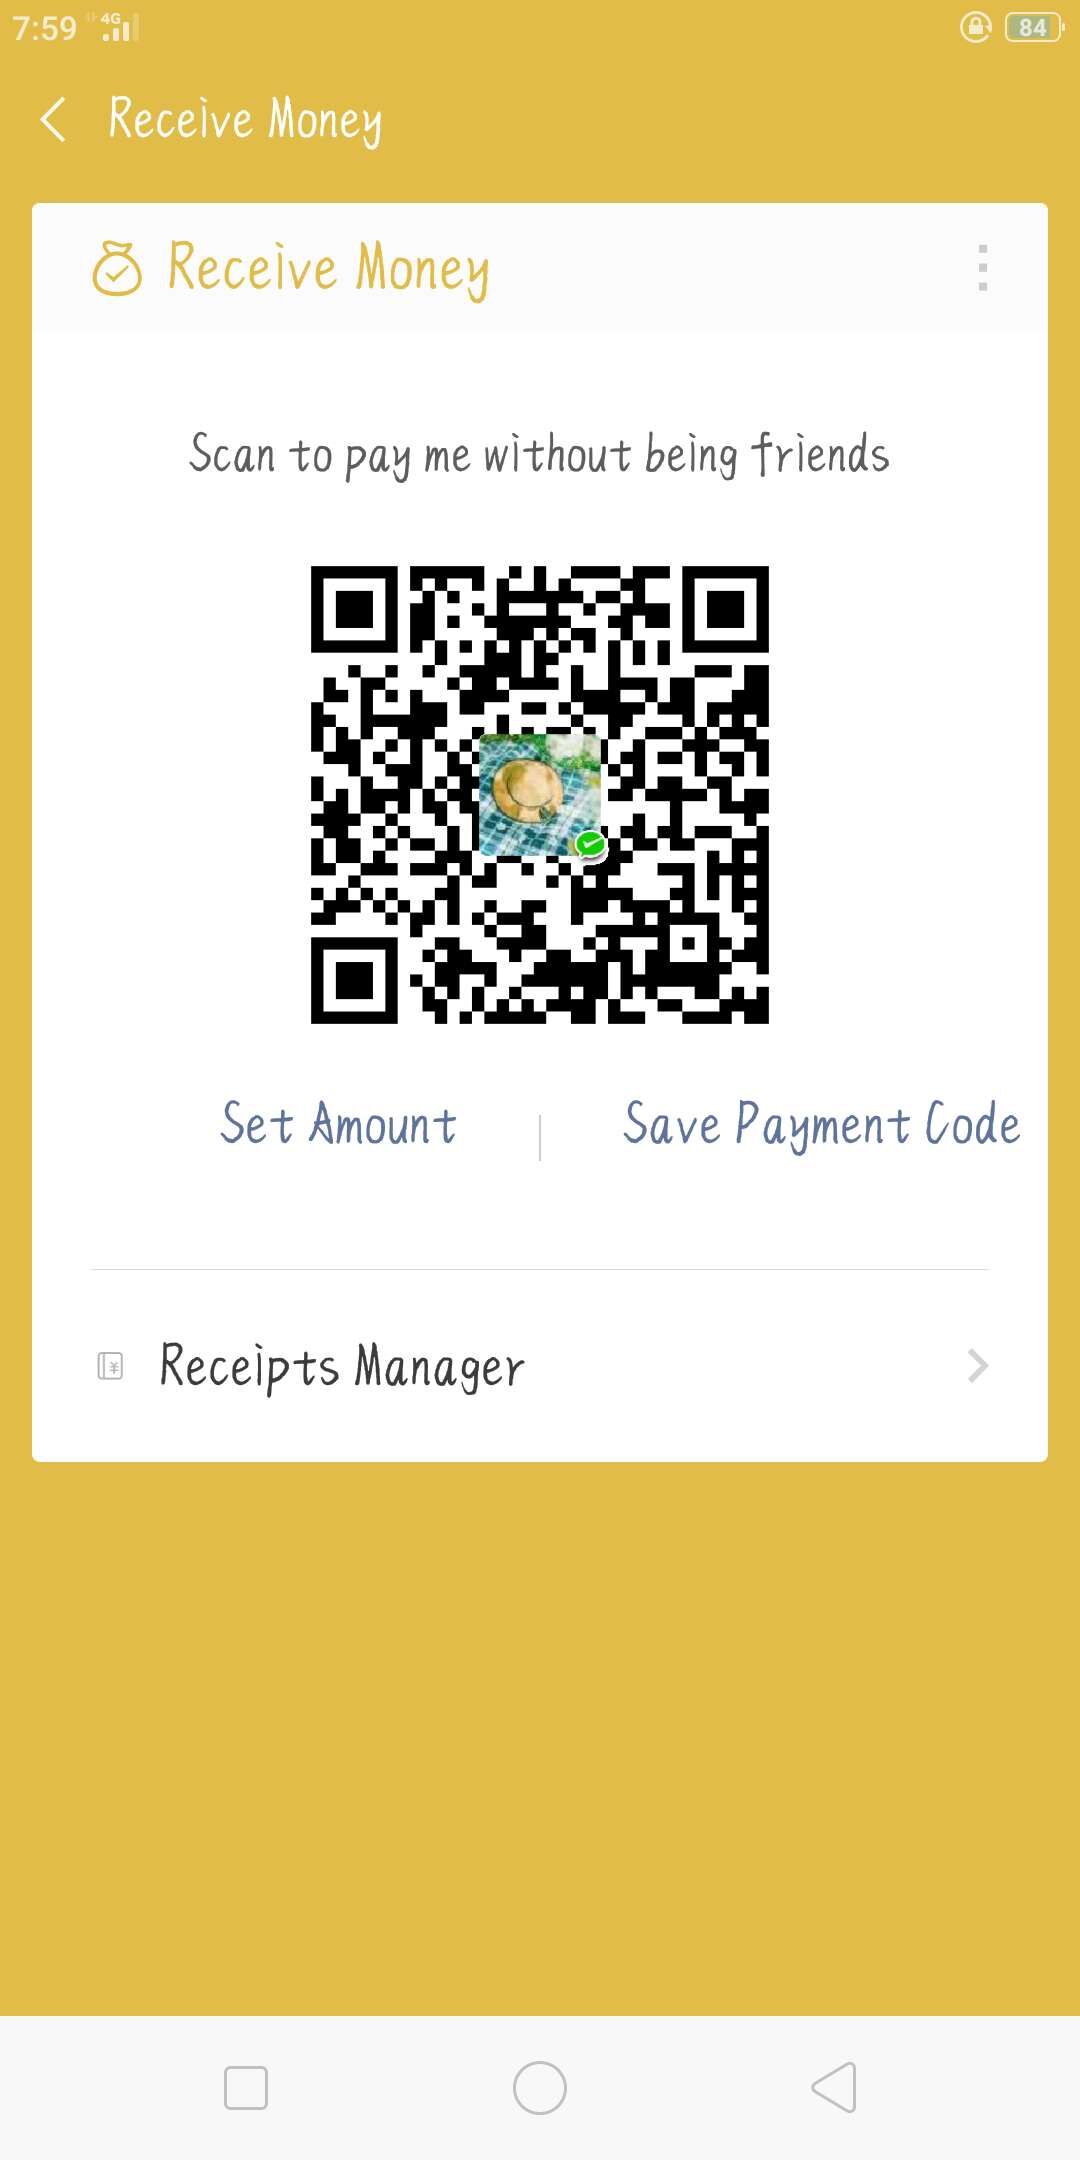 7:59 4G 84
Receive Money
Receive Money
Scan to pay me without being friends
Set Amount Save Payment Code
Receipts Manager